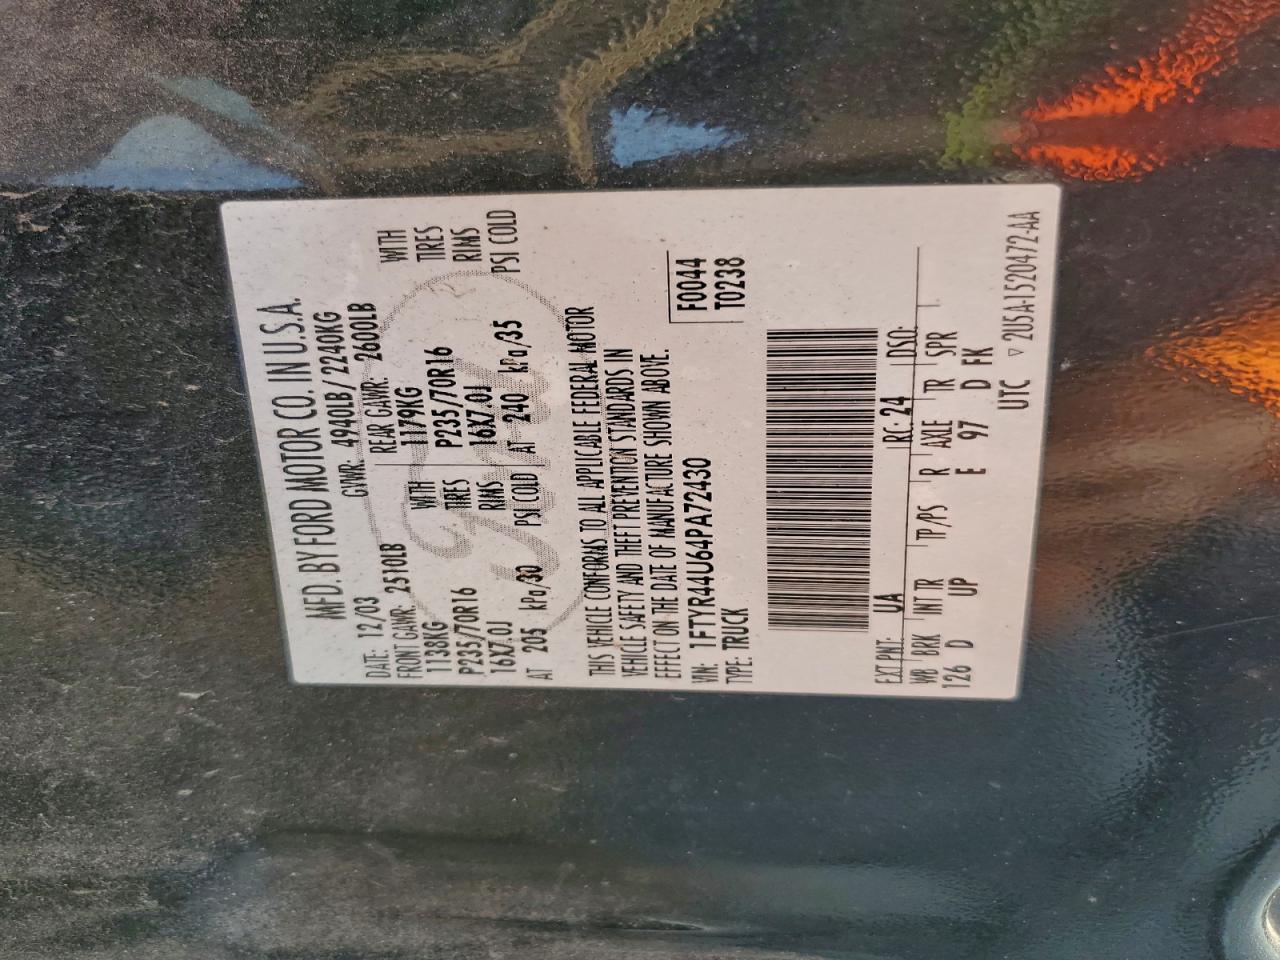 MFD. BY FORD MOTOR CO. IN U.S.A.
DATE: 12/03 GVWR: 4940LB/2240KG
FRONT GAWR: 2510LB REAR GAWR: 2600LB
1138KG WITH 1179KG WITH
P235/70R16 TIRES P235/70R16 TIRES
16X7.0J RIMS 16X7.0J RIMS
AT 205 kPa/30 PSI COLD AT 240 kPa/35 PSI COLD
THIS VEHICLE CONFORMS TO ALL APPLICABLE FEDERAL MOTOR
VEHICLE SAFETY AND THEFT PREVENTION STANDARDS IN
EFFECT ON THE DATE OF MANUFACTURE SHOWN ABOVE.
VIN: 1FTYR44U64PA72430 F0044
TYPE: TRUCK T0238
EXT PNT: UA RC: 24 DSO:
WB BRK INT TR TP/PS R AXLE TR SPR
126 D UP E 97 D FK
UTC ▽ 2U5A-1520472-AA
Ford